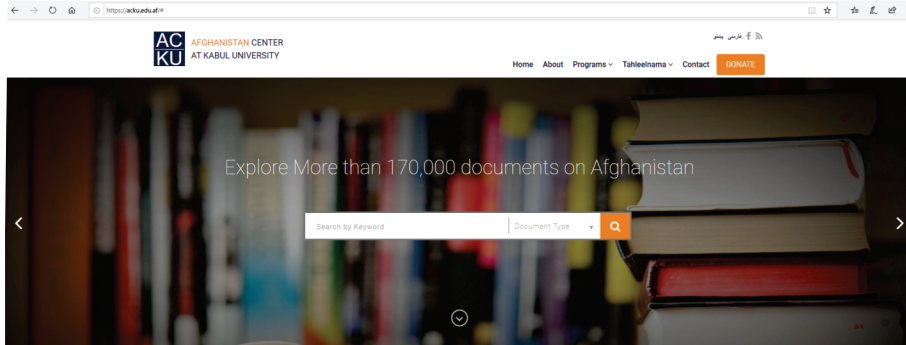 https://acku.edu.af/#
فارسی پښتو
AC
KU
AFGHANISTAN CENTER
AT KABUL UNIVERSITY
Home About Programs Tahleelnama Contact DONATE
Explore More than 170,000 documents on Afghanistan
Search by Keyword Document Type